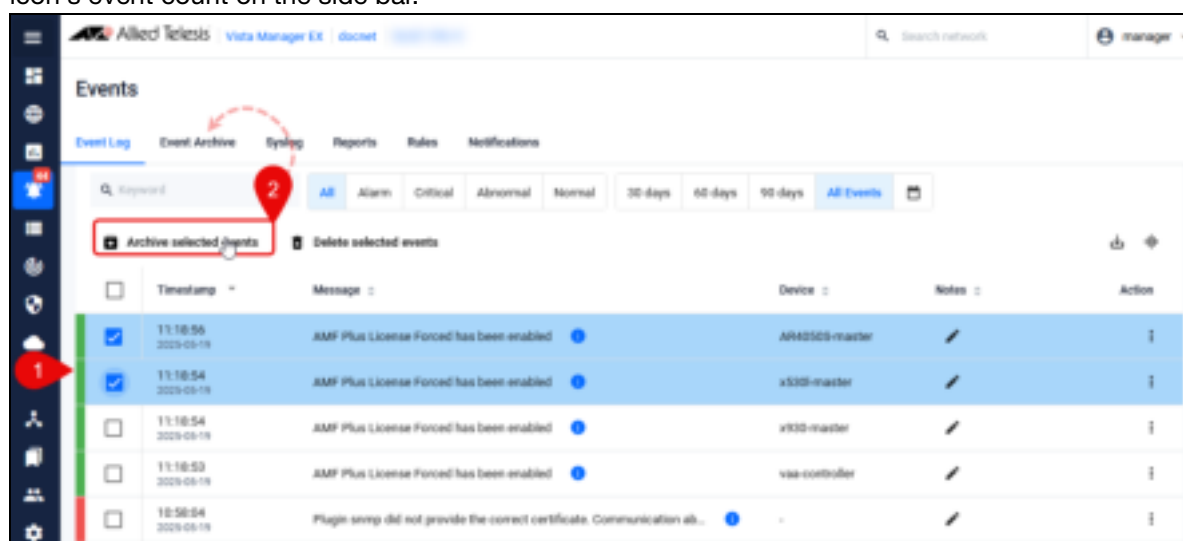 icon's event count on the side bar.
Allied Telesis Vista Manager EX docnet
Search network
manager
Events
Event Log Event Archive Syslog Reports Rules Notifications
Keyword
2
All Alarm Critical Abnormal Normal 30 days 60 days 90 days All Events
Archive selected events Delete selected events
Timestamp Message Device Notes Action
11:18:56 AMF Plus License Forced has been enabled
2025-05-19
1
11:18:54 AMF Plus License Forced has been enabled x530l-master
2025-05-19
11:18:54 AMF Plus License Forced has been enabled x930-master
2025-05-19
11:18:53 AMF Plus License Forced has been enabled vaa-controller
2025-05-19
10:58:04 Plugin snmp did not provide the correct certificate. Communication ab... -
2025-05-19